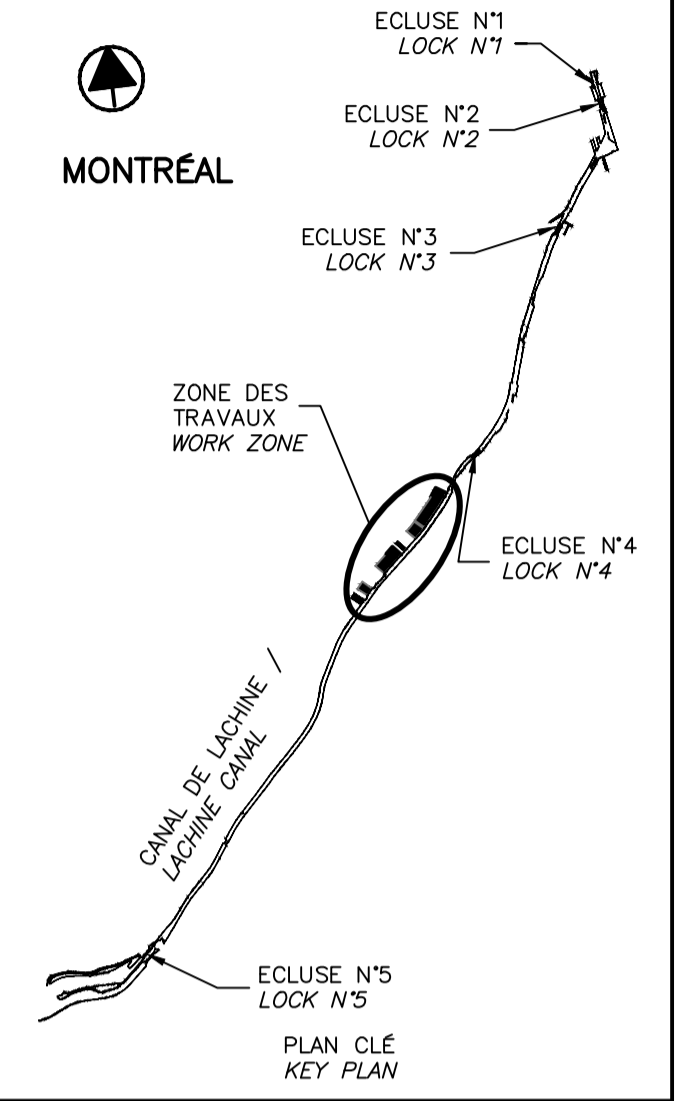 ECLUSE N°1
LOCK N°1
ECLUSE N°2
LOCK N°2
MONTRÉAL
ECLUSE N°3
LOCK N°3
ZONE DES
TRAVAUX
WORK ZONE
ECLUSE N°4
LOCK N°4
CANAL DE LACHINE /
LACHINE CANAL
ECLUSE N°5
LOCK N°5
PLAN CLÉ
KEY PLAN